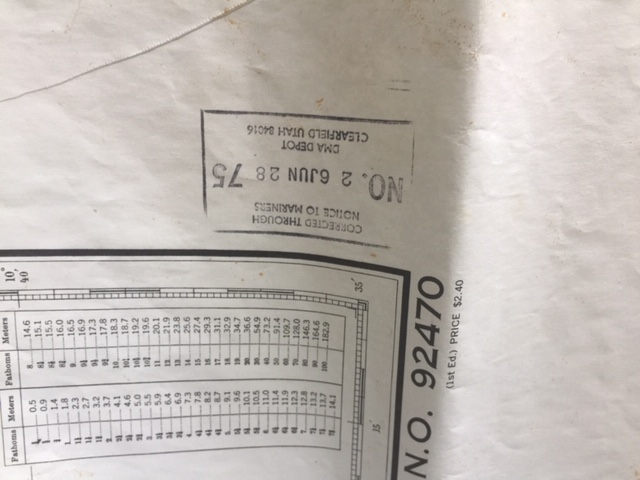 Fathoms Meters Fathoms Meters
0.5 8 14.6
0.9 8½ 15.1
1.4 8½ 15.5
1 1.8 8¾ 16.0
1¼ 2.3 9 16.5
1½ 2.7 9¼ 16.9
1¾ 3.2 9½ 17.3
2 3.7 9¾ 17.8
2¼ 4.1 10 18.3
2½ 4.6 10¼ 18.7
2¾ 5.0 10½ 19.2
3 5.5 10¾ 19.6
3¼ 5.9 11 20.1
3½ 6.4 12 21.9
3¾ 6.9 13 23.8
4 7.3 14 25.6
4¼ 7.8 15 27.4
4½ 8.2 16 29.3
4¾ 8.7 17 31.1
5 9.1 18 32.9
5¼ 9.6 19 34.7
5½ 10.1 20 36.6
5¾ 10.5 30 54.9
6 11.0 40 73.2
6¼ 11.4 50 91.4
6½ 11.9 60 109.7
6¾ 12.3 70 128.0
7 12.8 80 146.3
7¼ 13.2 90 164.6
7½ 13.7 100 182.9
7¾ 14.1
10°
40′
35′
15′
N.O. 92470
(1st Ed.) PRICE $2.40
CORRECTED THROUGH
NOTICE TO MARINERS
NO. 2 6 JUN 28 75
DMA DEPOT
CLEARFIELD UTAH 84016